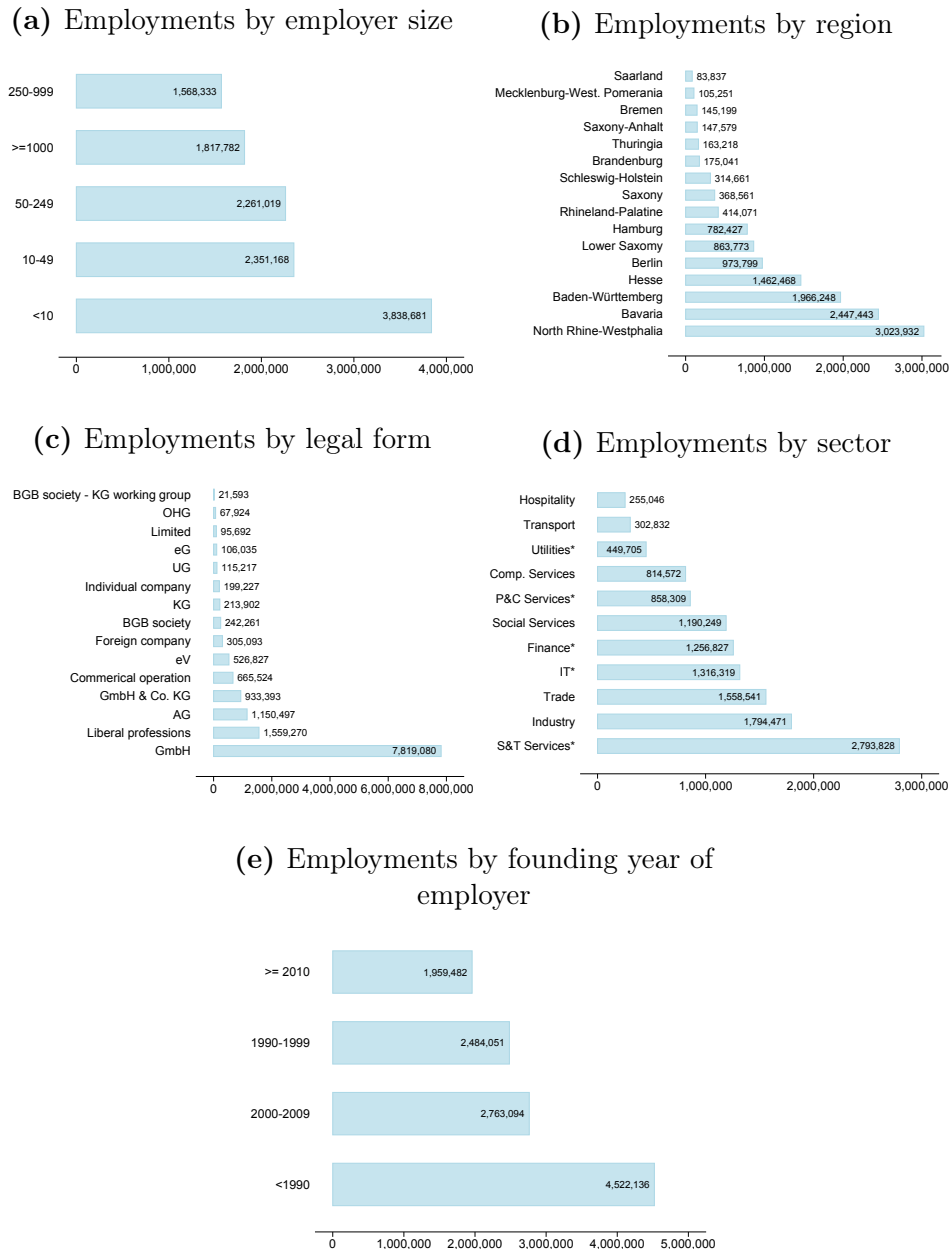 (a) Employments by employer size
250-999 1,568,333
>=1000 1,817,782
50-249 2,261,019
10-49 2,351,168
<10 3,838,681
0 1,000,000 2,000,000 3,000,000 4,000,000
(b) Employments by region
Saarland 83,837
Mecklenburg-West. Pomerania 105,251
Bremen 145,199
Saxony-Anhalt 147,579
Thuringia 163,218
Brandenburg 175,041
Schleswig-Holstein 314,661
Saxony 368,561
Rhineland-Palatine 414,071
Hamburg 782,427
Lower Saxomy 863,773
Berlin 973,799
Hesse 1,462,468
Baden-Württemberg 1,966,248
Bavaria 2,447,443
North Rhine-Westphalia 3,023,932
0 1,000,000 2,000,000 3,000,000
(c) Employments by legal form
BGB society - KG working group 21,593
OHG 67,924
Limited 95,692
eG 106,035
UG 115,217
Individual company 199,227
KG 213,902
BGB society 242,261
Foreign company 305,093
eV 526,827
Commerical operation 665,524
GmbH & Co. KG 933,393
AG 1,150,497
Liberal professions 1,559,270
GmbH 7,819,080
0 2,000,000 4,000,000 6,000,000 8,000,000
(d) Employments by sector
Hospitality 255,046
Transport 302,832
Utilities* 449,705
Comp. Services 814,572
P&C Services* 858,309
Social Services 1,190,249
Finance* 1,256,827
IT* 1,316,319
Trade 1,558,541
Industry 1,794,471
S&T Services* 2,793,828
0 1,000,000 2,000,000 3,000,000
(e) Employments by founding year of
employer
>= 2010 1,959,482
1990-1999 2,484,051
2000-2009 2,763,094
<1990 4,522,136
0 1,000,000 2,000,000 3,000,000 4,000,000 5,000,000